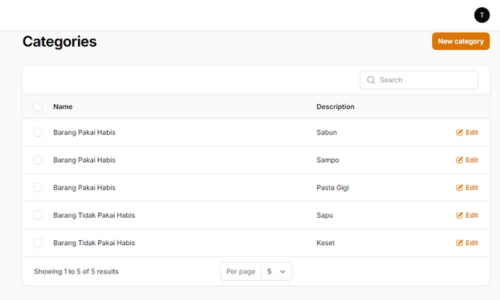 T
Categories
New category
Search
Name Description
Barang Pakai Habis Sabun Edit
Barang Pakai Habis Sampo Edit
Barang Pakai Habis Pasta Gigi Edit
Barang Tidak Pakai Habis Sapu Edit
Barang Tidak Pakai Habis Keset Edit
Showing 1 to 5 of 5 results Per page 5